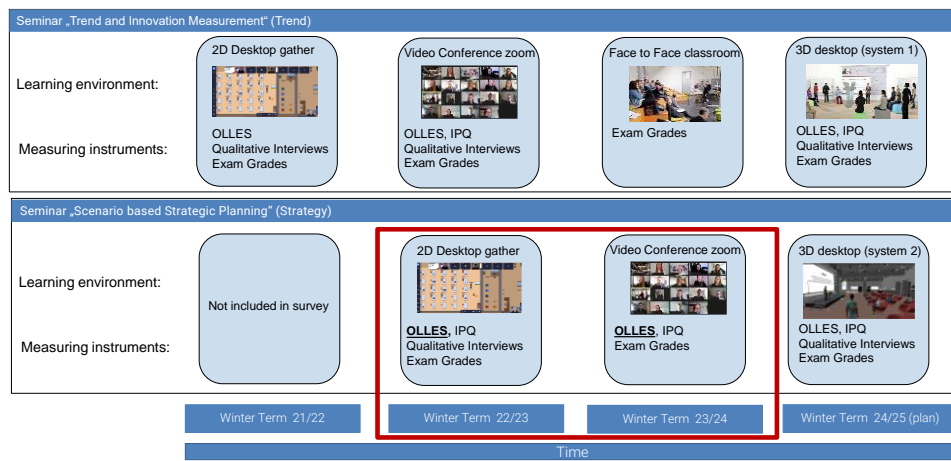 Seminar „Trend and Innovation Measurement“ (Trend)
2D Desktop gather
Video Conference zoom
Face to Face classroom
3D desktop (system 1)
Learning environment:
Measuring instruments:
OLLES
Qualitative Interviews
Exam Grades
OLLES, IPQ
Qualitative Interviews
Exam Grades
Exam Grades
OLLES, IPQ
Qualitative Interviews
Exam Grades
Seminar „Scenario based Strategic Planning“ (Strategy)
2D Desktop gather
Video Conference zoom
3D desktop (system 2)
Learning environment:
Not included in survey
Measuring instruments:
OLLES, IPQ
Qualitative Interviews
Exam Grades
OLLES, IPQ
Exam Grades
OLLES, IPQ
Qualitative Interviews
Exam Grades
Winter Term 21/22
Winter Term 22/23
Winter Term 23/24
Winter Term 24/25 (plan)
Time